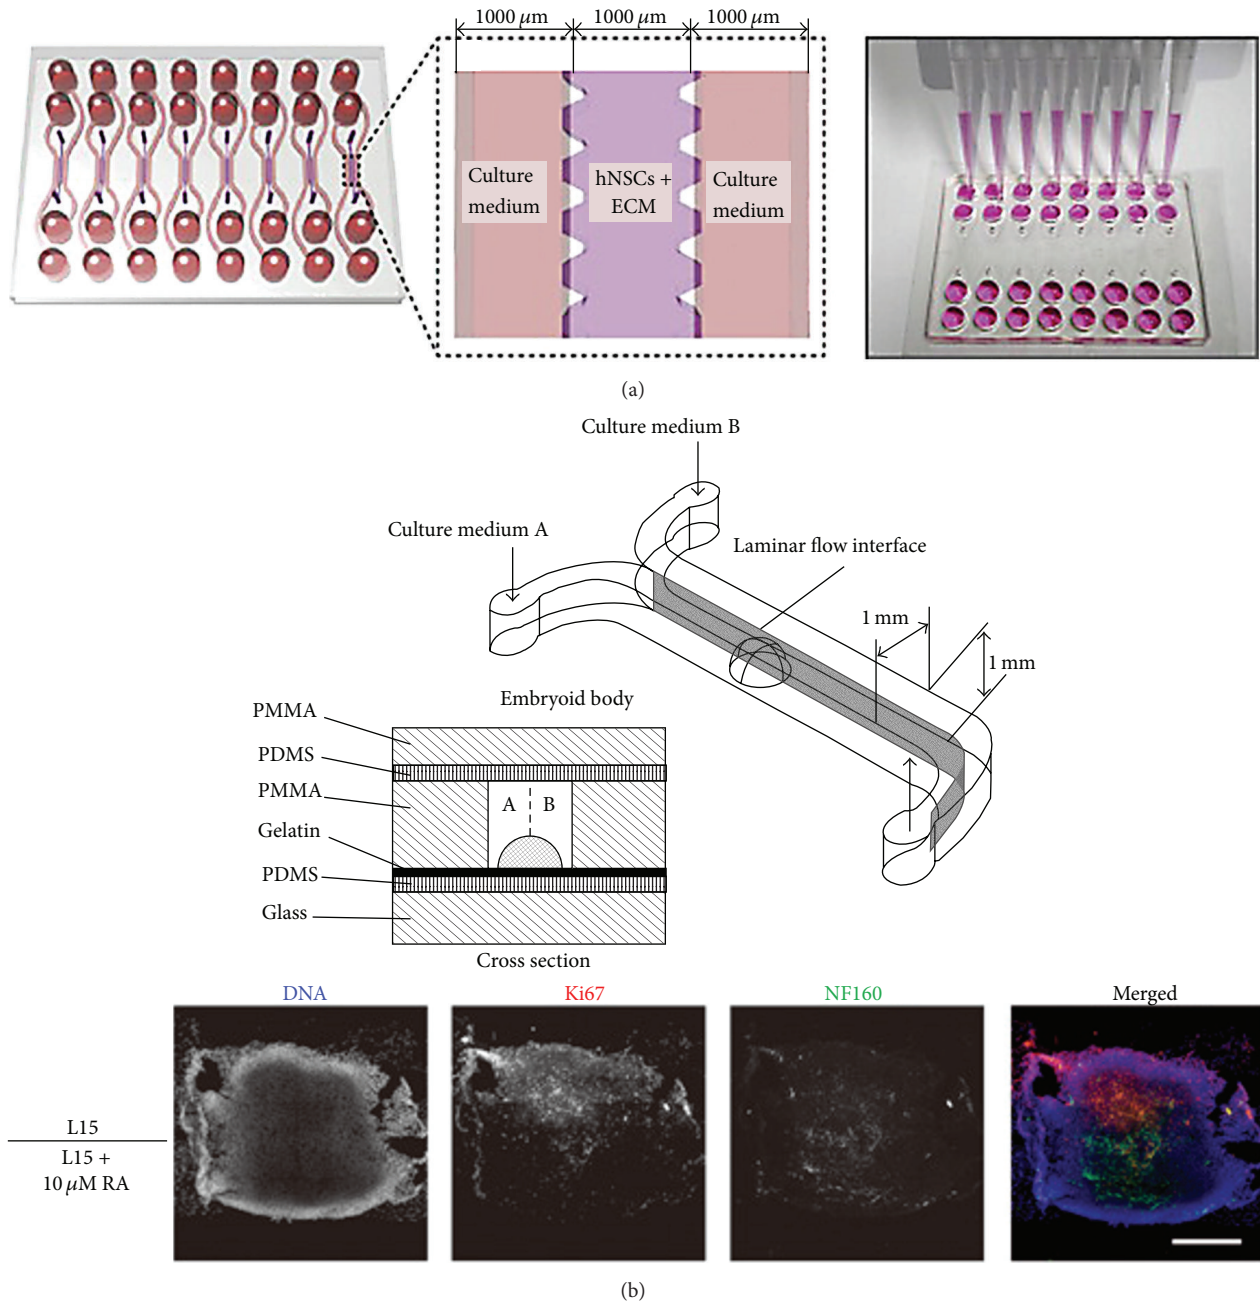 1000 μm
1000 μm
1000 μm
Culture
medium
hNSCs +
ECM
Culture
medium
(a)
Culture medium B
Culture medium A
Laminar flow interface
1 mm
1 mm
Embryoid body
PMMA
PDMS
PMMA
A
B
Gelatin
PDMS
Glass
Cross section
DNA
Ki67
NF160
Merged
L15
L15 +
10 μM RA
(b)